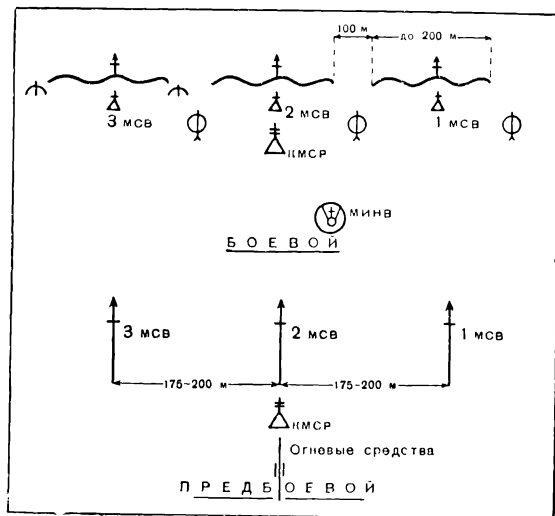 100 м
до 200 м
3 мсв
2 мсв
1 мсв
КМСР
МИНВ
БОЕВОЙ
3 мсв
2 мсв
1 мсв
175-200 м
175-200 м
КМСР
Огневые средства
ПРЕДБОЕВОЙ